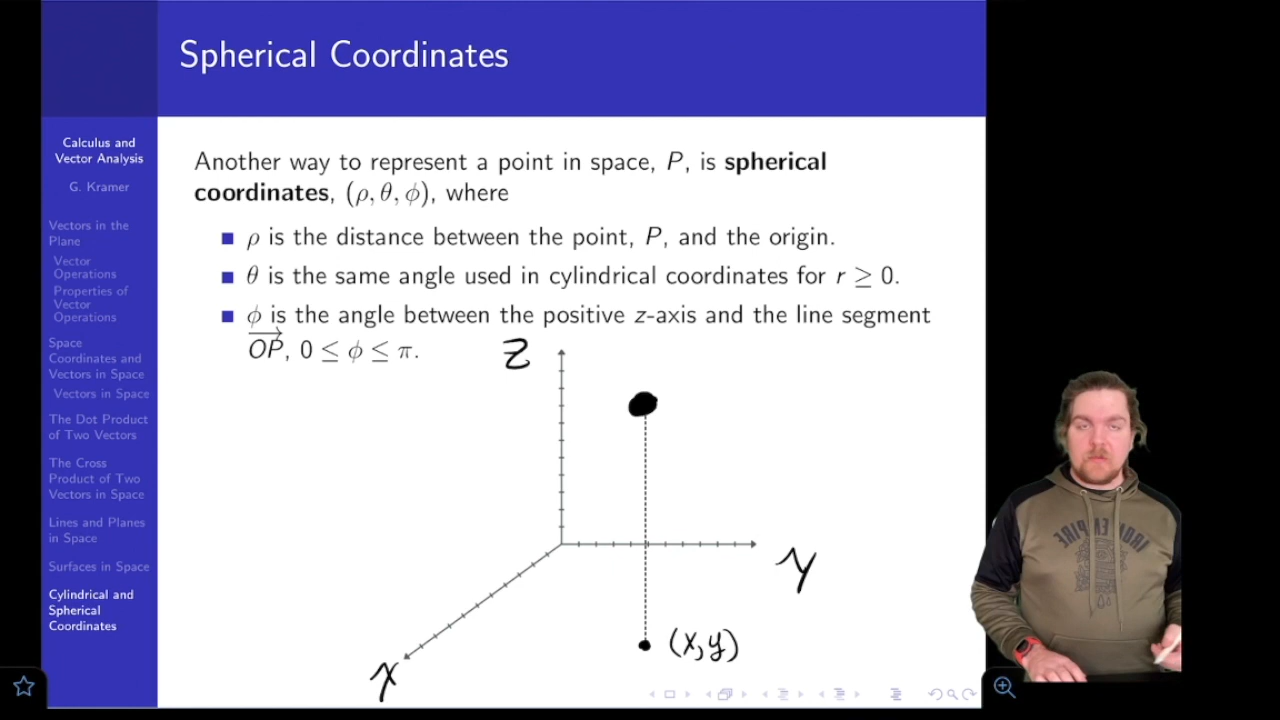 Spherical Coordinates
Calculus and
Vector Analysis
G. Kramer
Vectors in the
Plane
Vector
Operations
Properties of
Vector
Operations
Space
Coordinates and
Vectors in Space
Vectors in Space
The Dot Product
of Two Vectors
The Cross
Product of Two
Vectors in Space
Lines and Planes
in Space
Surfaces in Space
Cylindrical and
Spherical
Coordinates
Another way to represent a point in space, P, is spherical
coordinates, (ρ, θ, ϕ), where
ρ is the distance between the point, P, and the origin.
θ is the same angle used in cylindrical coordinates for r ≥ 0.
ϕ is the angle between the positive z-axis and the line segment
$\overrightarrow{OP}$, 0 ≤ ϕ ≤ π.
Z
y
(x,y)
x
IRON EMPIRE